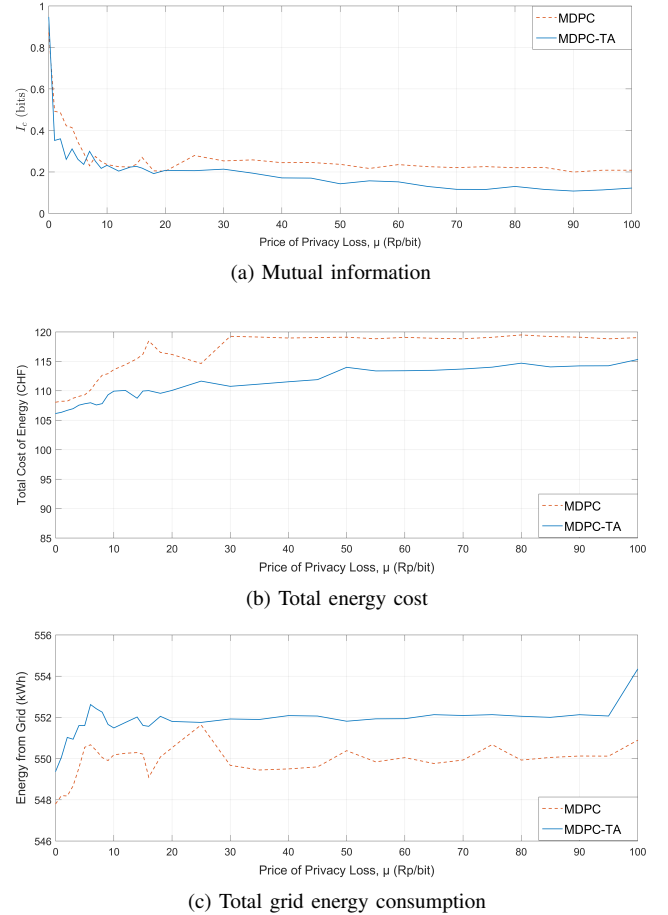 1
0.8
0.6
0.4
0.2
0
I_c (bits)
MDPC
MDPC-TA
0 10 20 30 40 50 60 70 80 90 100
Price of Privacy Loss, μ (Rp/bit)
(a) Mutual information
120
115
110
105
100
95
90
85
Total Cost of Energy (CHF)
MDPC
MDPC-TA
0 10 20 30 40 50 60 70 80 90 100
Price of Privacy Loss, μ (Rp/bit)
(b) Total energy cost
556
554
552
550
548
546
Energy from Grid (kWh)
MDPC
MDPC-TA
0 10 20 30 40 50 60 70 80 90 100
Price of Privacy Loss, μ (Rp/bit)
(c) Total grid energy consumption